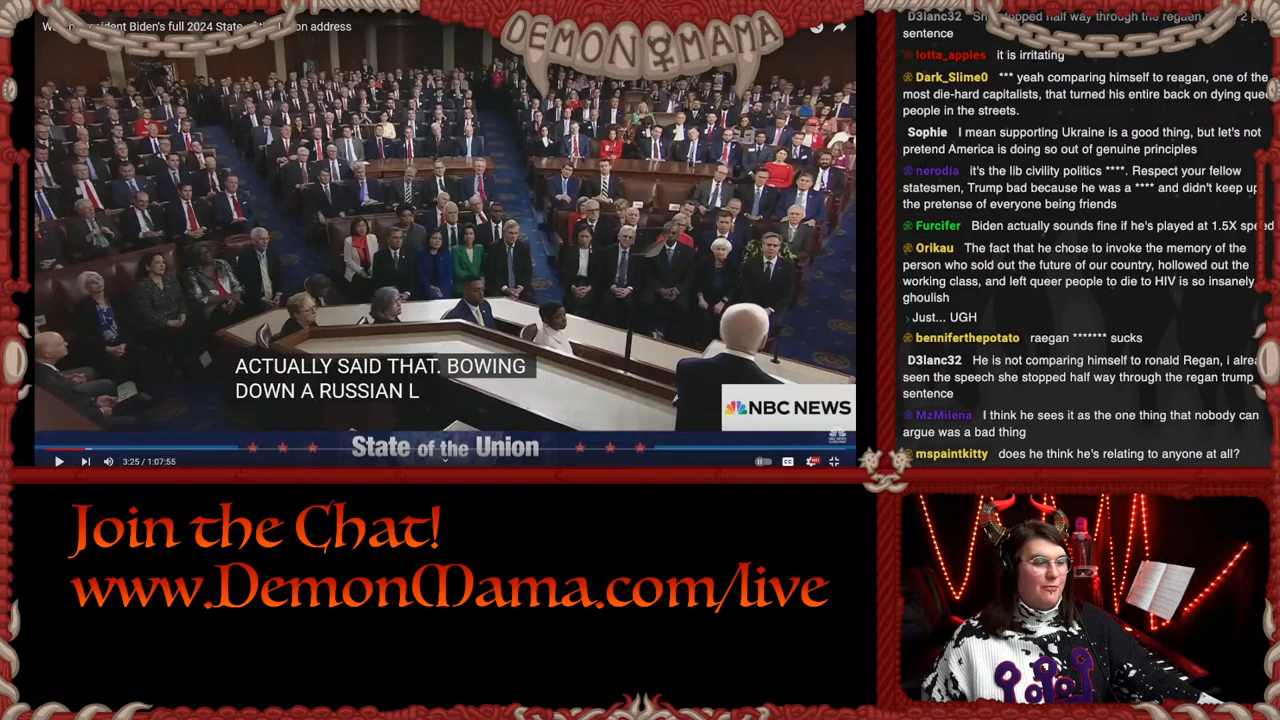 President Biden's full 2024 State of the Union address
DEMON MAMA
ACTUALLY SAID THAT. BOWING
DOWN A RUSSIAN L
NBC NEWS
State of the Union
3:25 / 1:07:55
CC
HD
D3lanc32 She stopped half way through the regaen
sentence
lotta_apples it is irritating
Dark_Slime0 *** yeah comparing himself to reagan, one of the
most die-hard capitalists, that turned his entire back on dying que
people in the streets.
Sophie I mean supporting Ukraine is a good thing, but let's not
pretend America is doing so out of genuine principles
nerodia it's the lib civility politics ****. Respect your fellow
statesmen, Trump bad because he was a **** and didn't keep up
the pretense of everyone being friends
Furcifer Biden actually sounds fine if he's played at 1.5X speed
Orikau The fact that he chose to invoke the memory of the
person who sold out the future of our country, hollowed out the
working class, and left queer people to die to HIV is so insanely
ghoulish
› Just... UGH
benniferthepotato raegan ******* sucks
D3lanc32 He is not comparing himself to ronald Regan, i alrea
seen the speech she stopped half way through the regan trump
sentence
MzMilena I think he sees it as the one thing that nobody can
argue was a bad thing
mspaintkitty does he think he's relating to anyone at all?
Join the Chat!
www.DemonMama.com/live